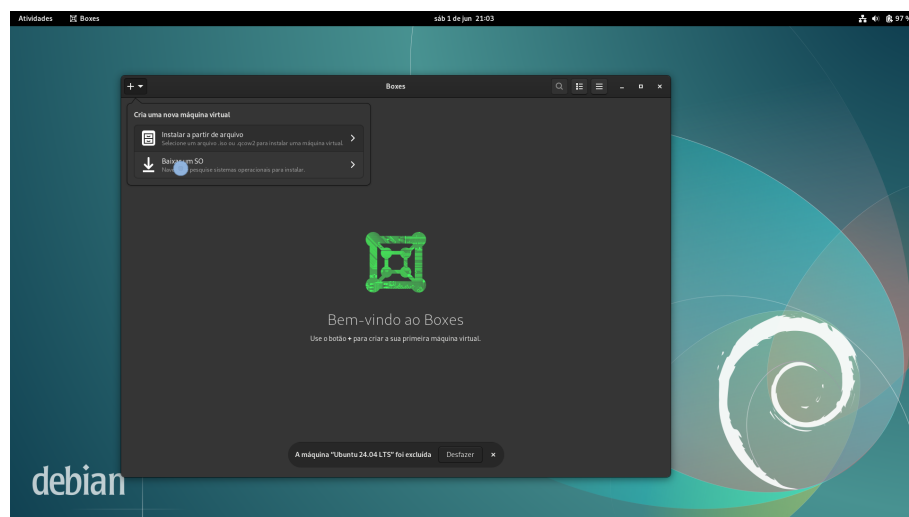 Atividades Boxes sáb 1 de jun 21:03 97 %
Boxes
Cria uma nova máquina virtual
Instalar a partir de arquivo
Selecione um arquivo .iso ou .qcow2 para instalar uma máquina virtual.
Baixar um SO
pesquise sistemas operacionais para instalar.
Bem-vindo ao Boxes
Use o botão + para criar a sua primeira máquina virtual.
A máquina "Ubuntu 24.04 LTS" foi excluída Desfazer ×
debian